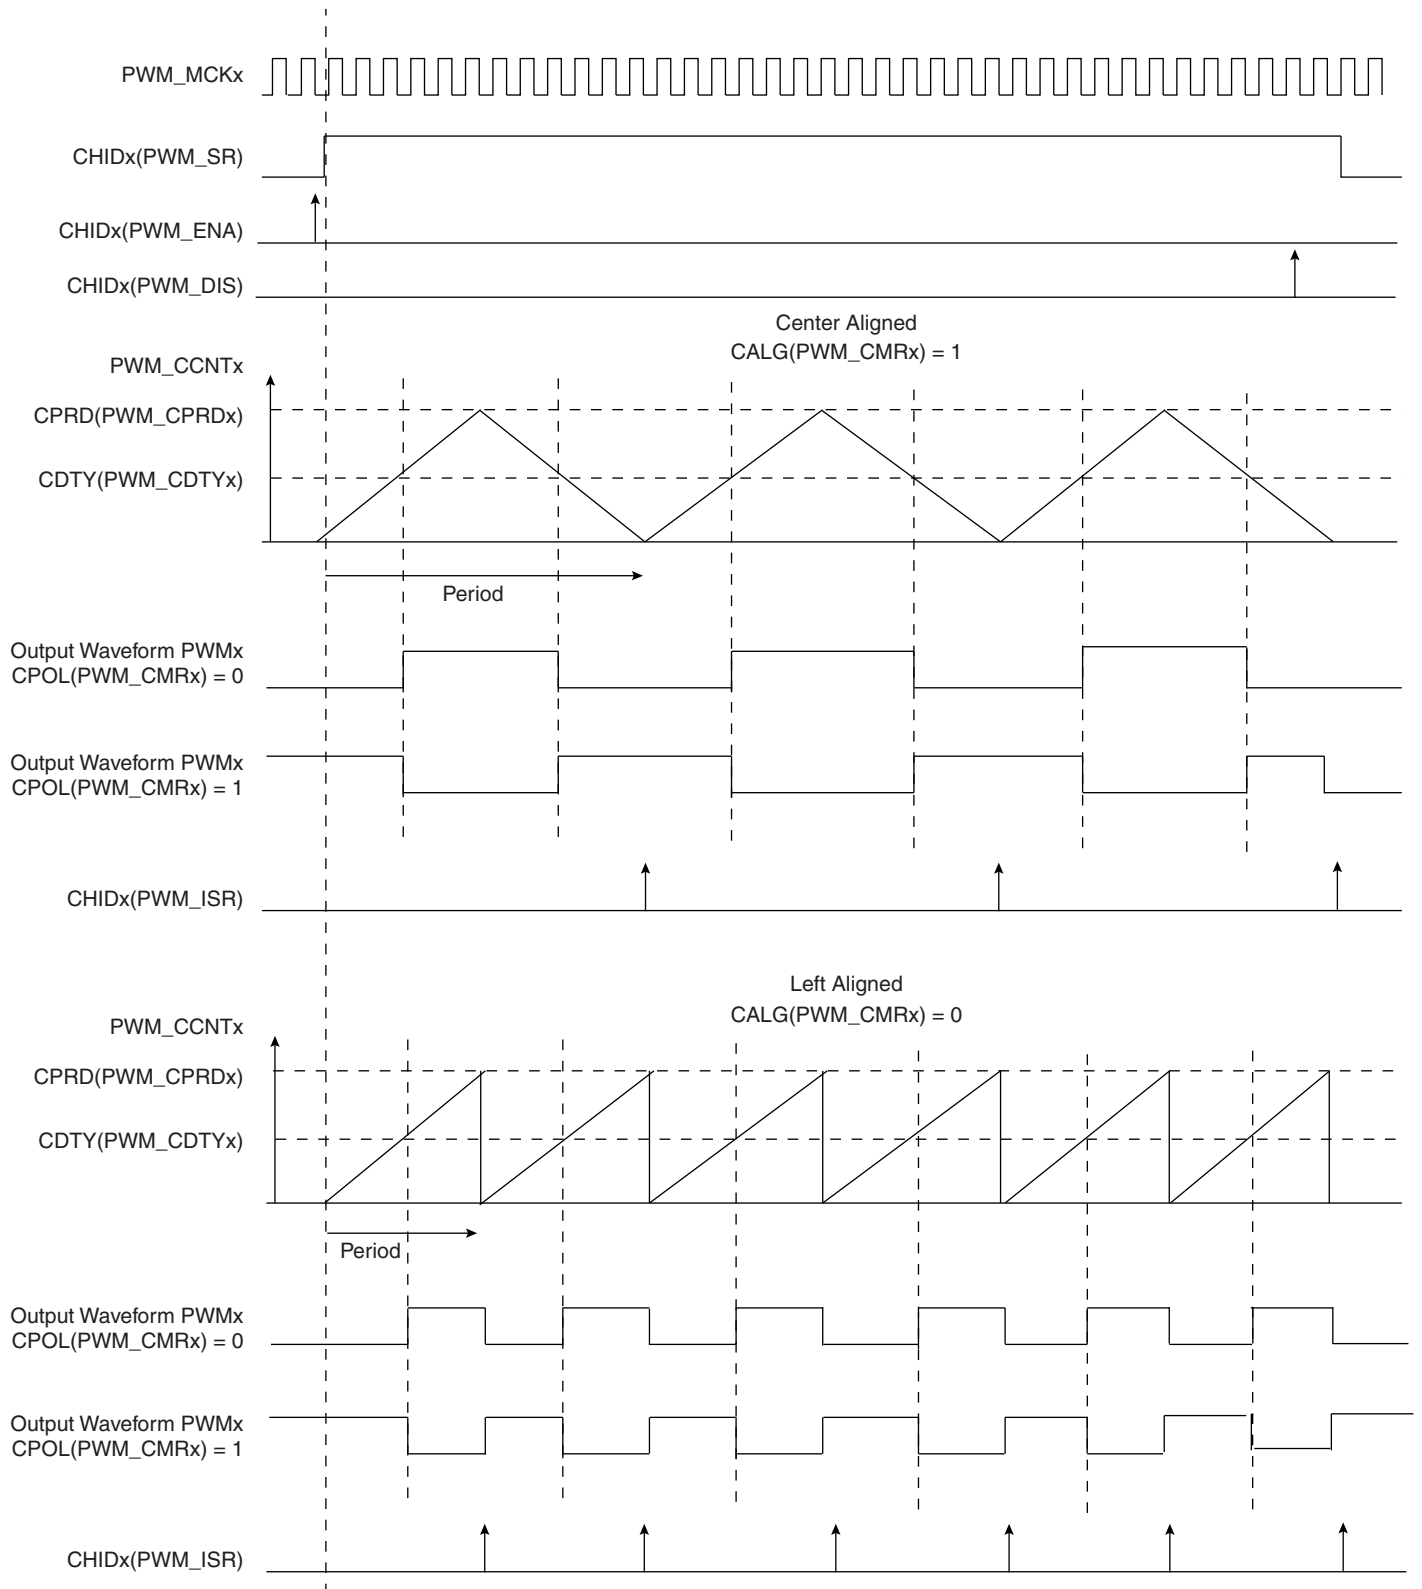 PWM_MCKx
CHIDx(PWM_SR)
CHIDx(PWM_ENA)
CHIDx(PWM_DIS)
Center Aligned
CALG(PWM_CMRx) = 1
PWM_CCNTx
CPRD(PWM_CPRDx)
CDTY(PWM_CDTYx)
Period
Output Waveform PWMx
CPOL(PWM_CMRx) = 0
Output Waveform PWMx
CPOL(PWM_CMRx) = 1
CHIDx(PWM_ISR)
Left Aligned
CALG(PWM_CMRx) = 0
PWM_CCNTx
CPRD(PWM_CPRDx)
CDTY(PWM_CDTYx)
Period
Output Waveform PWMx
CPOL(PWM_CMRx) = 0
Output Waveform PWMx
CPOL(PWM_CMRx) = 1
CHIDx(PWM_ISR)